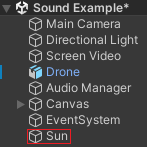 Sound Example*
Main Camera
Directional Light
Screen Video
Drone
Audio Manager
Canvas
EventSystem
Sun